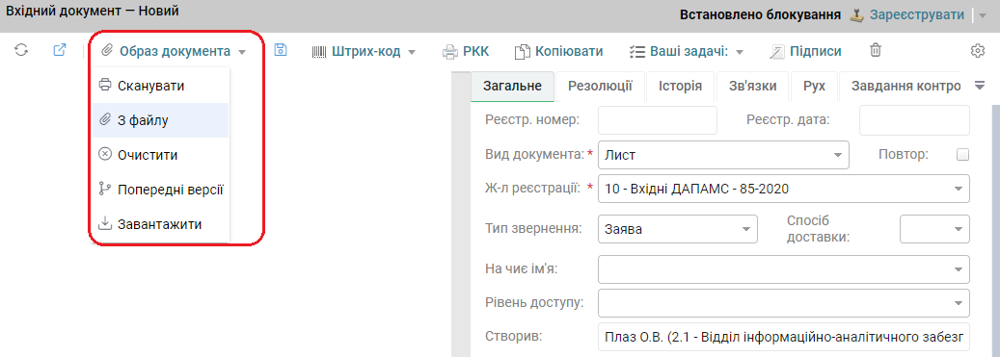 Вхідний документ — Новий
Встановлено блокування Зареєструвати
Образ документа Штрих-код РКК Копіювати Ваші задачі: Підписи
Сканувати
З файлу
Очистити
Попередні версії
Завантажити
Загальне Резолюції Історія Зв'язки Рух Завдання контро
Реєстр. номер: Реєстр. дата:
Вид документа: * Лист Повтор:
Ж-л реєстрації: * 10 - Вхідні ДАПАМС - 85-2020
Тип звернення: Заява Спосіб доставки:
На чиє ім'я:
Рівень доступу:
Створив: Плаз О.В. (2.1 - Відділ інформаційно-аналітичного забезг